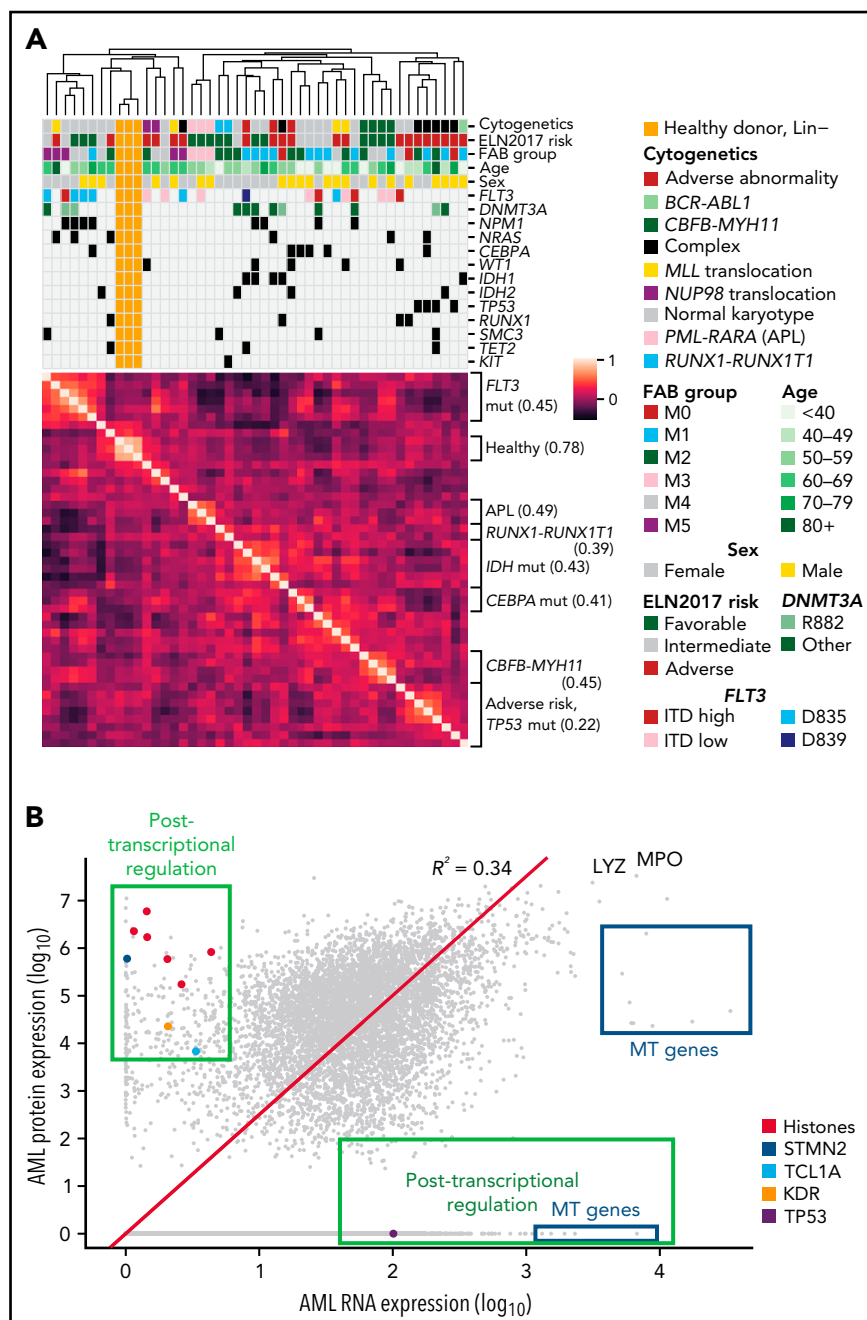 A
Cytogenetics
ELN2017 risk
FAB group
Age
Sex
FLT3
DNMT3A
NPM1
NRAS
CEBPA
WT1
IDH1
IDH2
TP53
RUNX1
SMC3
TET2
KIT
1
0
FLT3
mut (0.45)
Healthy (0.78)
APL (0.49)
RUNX1-RUNX1T1
(0.39)
IDH mut (0.43)
CEBPA mut (0.41)
CBFB-MYH11
(0.45)
Adverse risk,
TP53 mut (0.22)
Healthy donor, Lin−
Cytogenetics
Adverse abnormality
BCR-ABL1
CBFB-MYH11
Complex
MLL translocation
NUP98 translocation
Normal karyotype
PML-RARA (APL)
RUNX1-RUNX1T1
FAB group
M0
M1
M2
M3
M4
M5
Age
<40
40–49
50–59
60–69
70–79
80+
Sex
Female
Male
ELN2017 risk
Favorable
Intermediate
Adverse
DNMT3A
R882
Other
FLT3
ITD high
ITD low
D835
D839
B
Post-
transcriptional
regulation
R² = 0.34
LYZ
MPO
MT genes
Post-transcriptional
regulation
MT genes
AML protein expression (log₁₀)
7
6
5
4
3
2
1
0
0
1
2
3
4
AML RNA expression (log₁₀)
Histones
STMN2
TCL1A
KDR
TP53